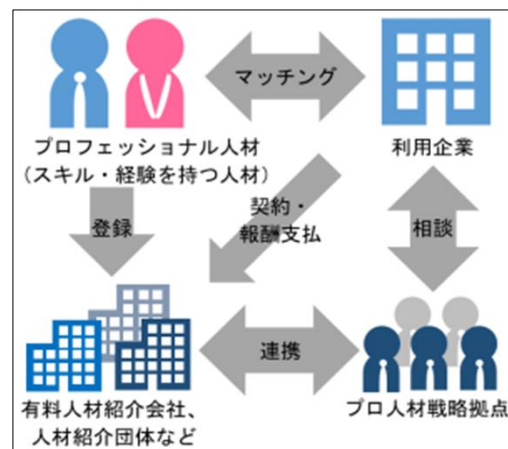 マッチング
プロフェッショナル人材
（スキル・経験を持つ人材）
利用企業
登録
契約・
報酬支払
相談
連携
有料人材紹介会社、
人材紹介団体など
プロ人材戦略拠点